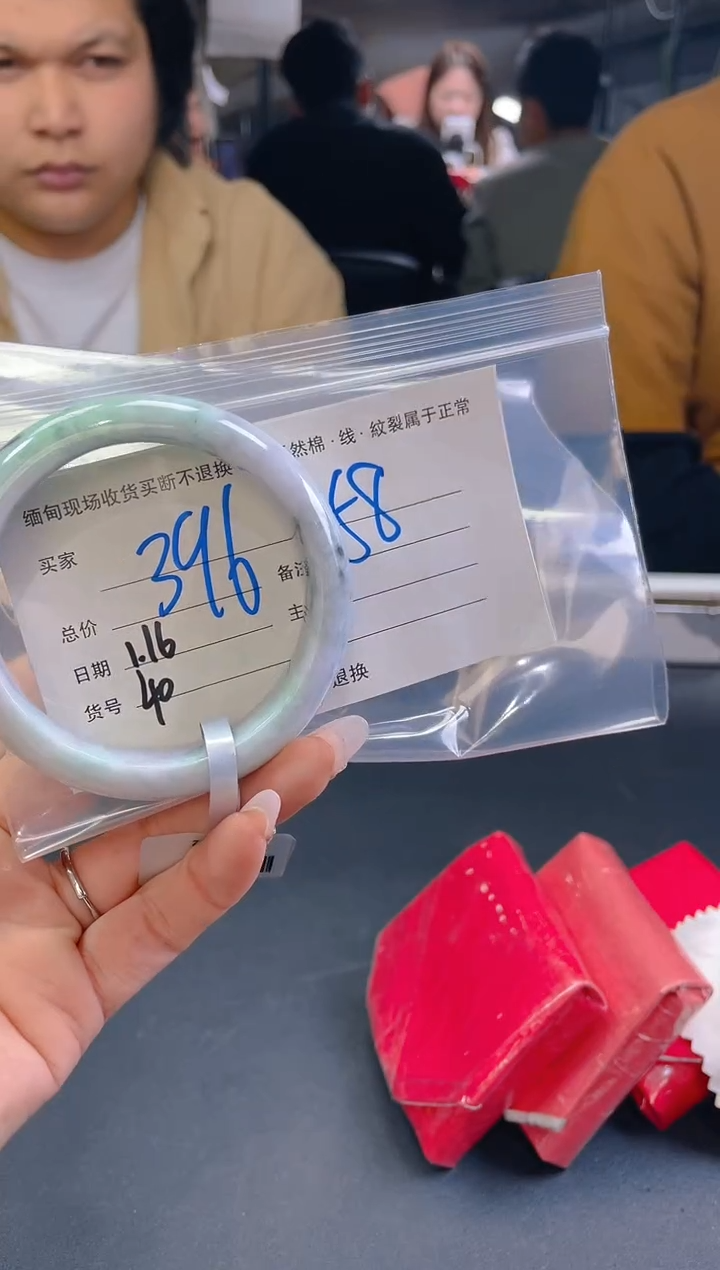 缅甸现场收货买断不退换 然棉·线·紋裂属于正常
买家 396 58
备注
总价 主
日期 1.16
货号 40 退换